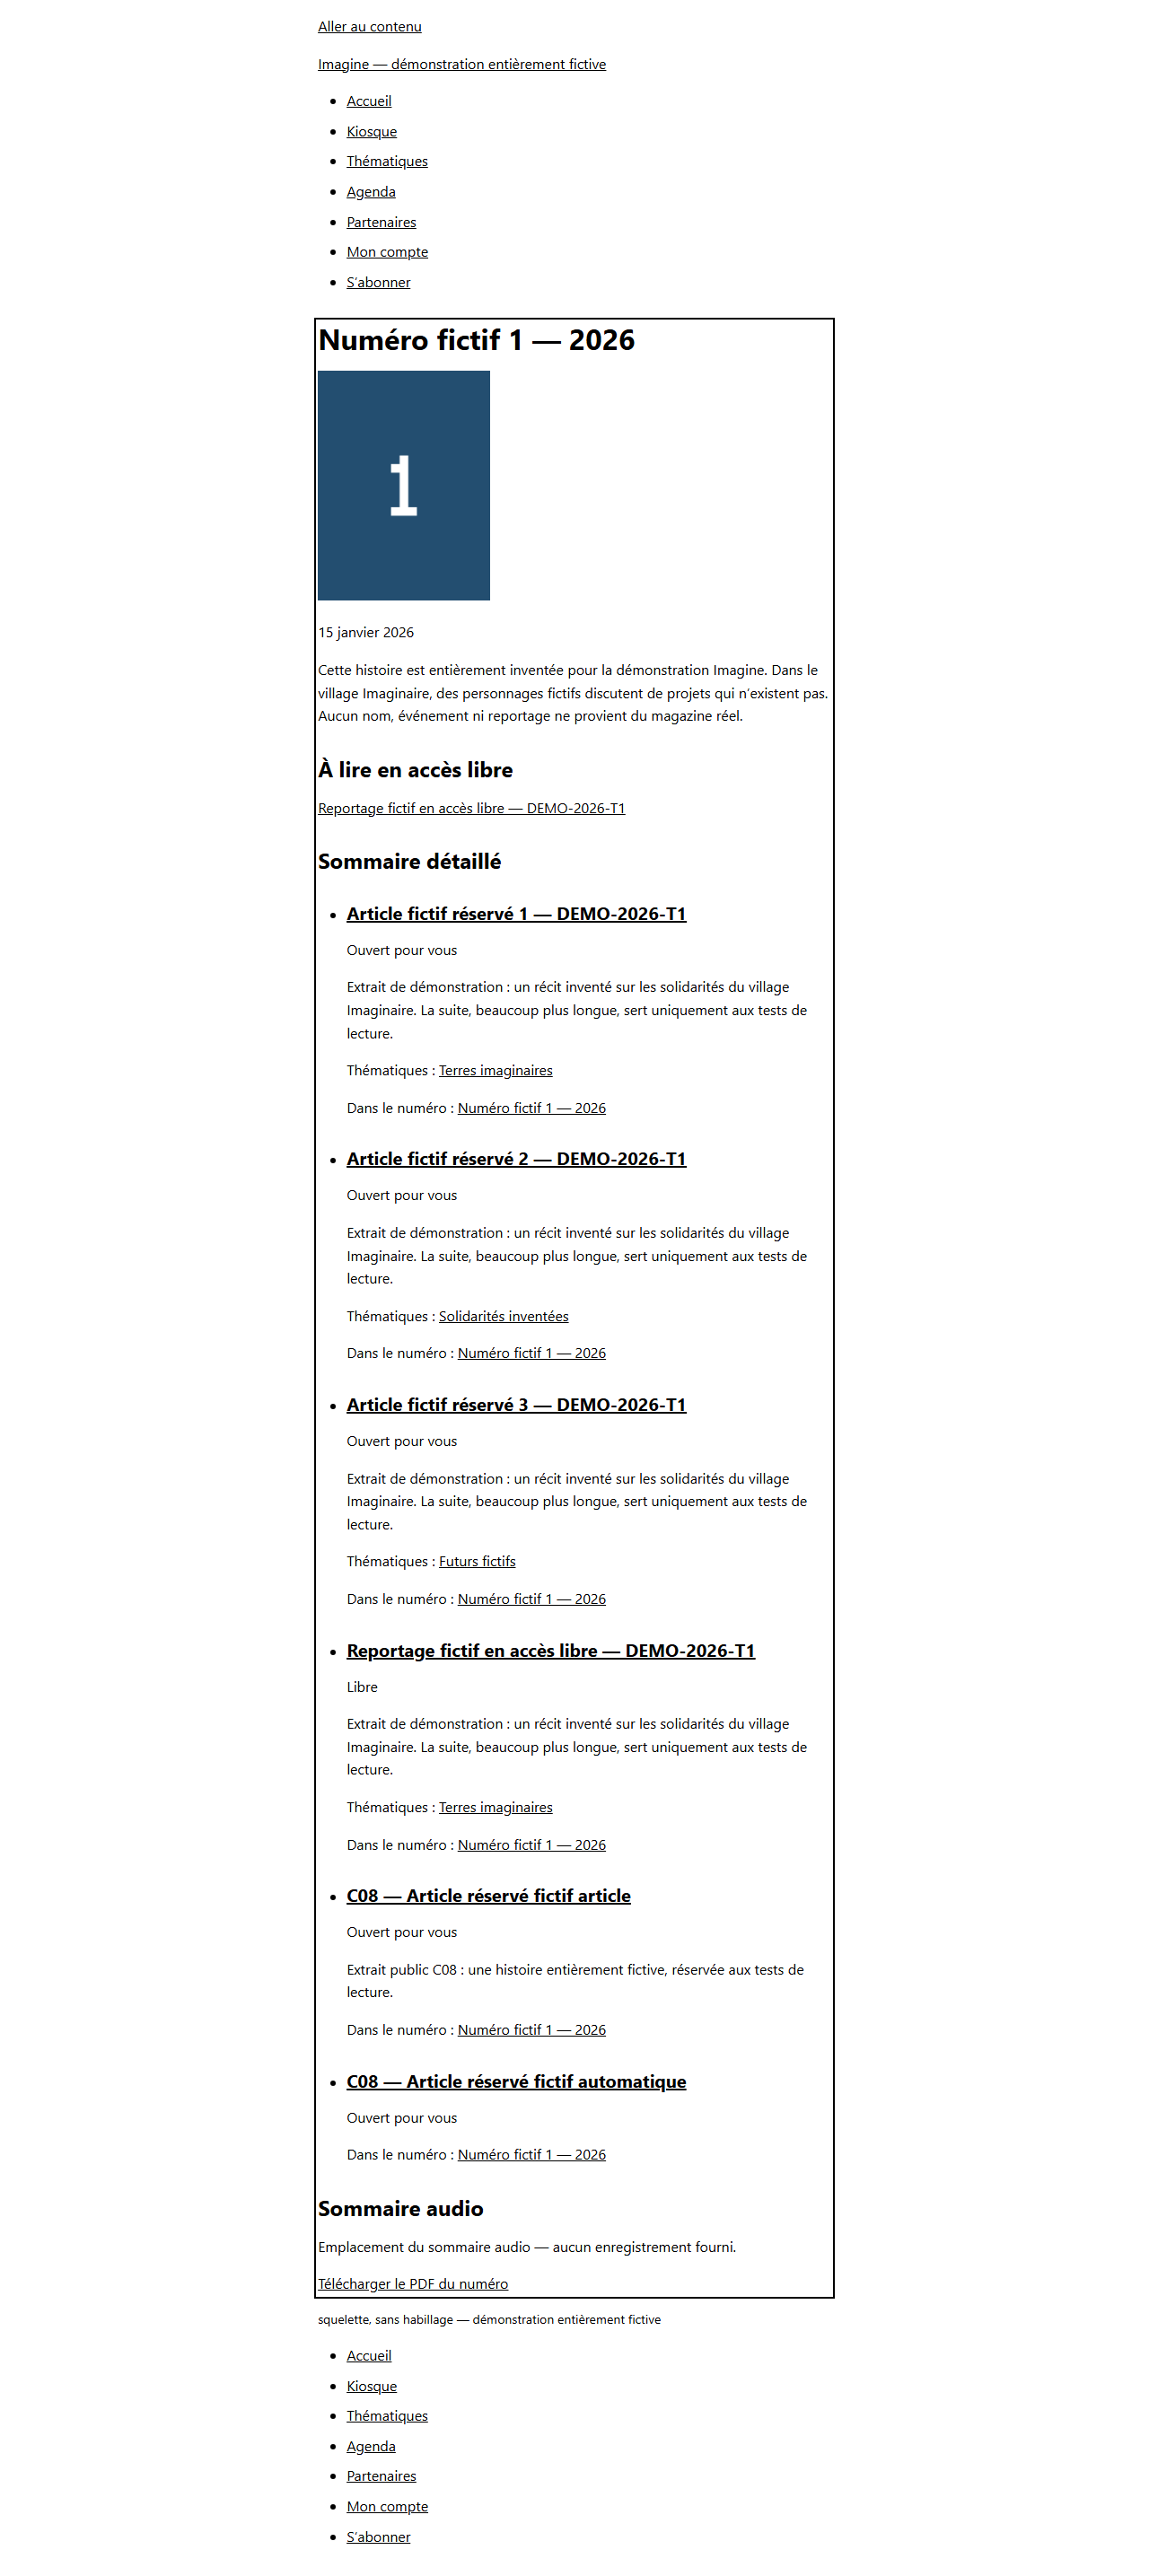 Aller au contenu
Imagine — démonstration entièrement fictive
Accueil
Kiosque
Thématiques
Agenda
Partenaires
Mon compte
S’abonner
Numéro fictif 1 — 2026
1
15 janvier 2026
Cette histoire est entièrement inventée pour la démonstration Imagine. Dans le
village Imaginaire, des personnages fictifs discutent de projets qui n’existent pas.
Aucun nom, événement ni reportage ne provient du magazine réel.
À lire en accès libre
Reportage fictif en accès libre — DEMO-2026-T1
Sommaire détaillé
Article fictif réservé 1 — DEMO-2026-T1
Ouvert pour vous
Extrait de démonstration : un récit inventé sur les solidarités du village
Imaginaire. La suite, beaucoup plus longue, sert uniquement aux tests de
lecture.
Thématiques : Terres imaginaires
Dans le numéro : Numéro fictif 1 — 2026
Article fictif réservé 2 — DEMO-2026-T1
Ouvert pour vous
Extrait de démonstration : un récit inventé sur les solidarités du village
Imaginaire. La suite, beaucoup plus longue, sert uniquement aux tests de
lecture.
Thématiques : Solidarités inventées
Dans le numéro : Numéro fictif 1 — 2026
Article fictif réservé 3 — DEMO-2026-T1
Ouvert pour vous
Extrait de démonstration : un récit inventé sur les solidarités du village
Imaginaire. La suite, beaucoup plus longue, sert uniquement aux tests de
lecture.
Thématiques : Futurs fictifs
Dans le numéro : Numéro fictif 1 — 2026
Reportage fictif en accès libre — DEMO-2026-T1
Libre
Extrait de démonstration : un récit inventé sur les solidarités du village
Imaginaire. La suite, beaucoup plus longue, sert uniquement aux tests de
lecture.
Thématiques : Terres imaginaires
Dans le numéro : Numéro fictif 1 — 2026
C08 — Article réservé fictif article
Ouvert pour vous
Extrait public C08 : une histoire entièrement fictive, réservée aux tests de
lecture.
Dans le numéro : Numéro fictif 1 — 2026
C08 — Article réservé fictif automatique
Ouvert pour vous
Dans le numéro : Numéro fictif 1 — 2026
Sommaire audio
Emplacement du sommaire audio — aucun enregistrement fourni.
Télécharger le PDF du numéro
squelette, sans habillage — démonstration entièrement fictive
Accueil
Kiosque
Thématiques
Agenda
Partenaires
Mon compte
S’abonner